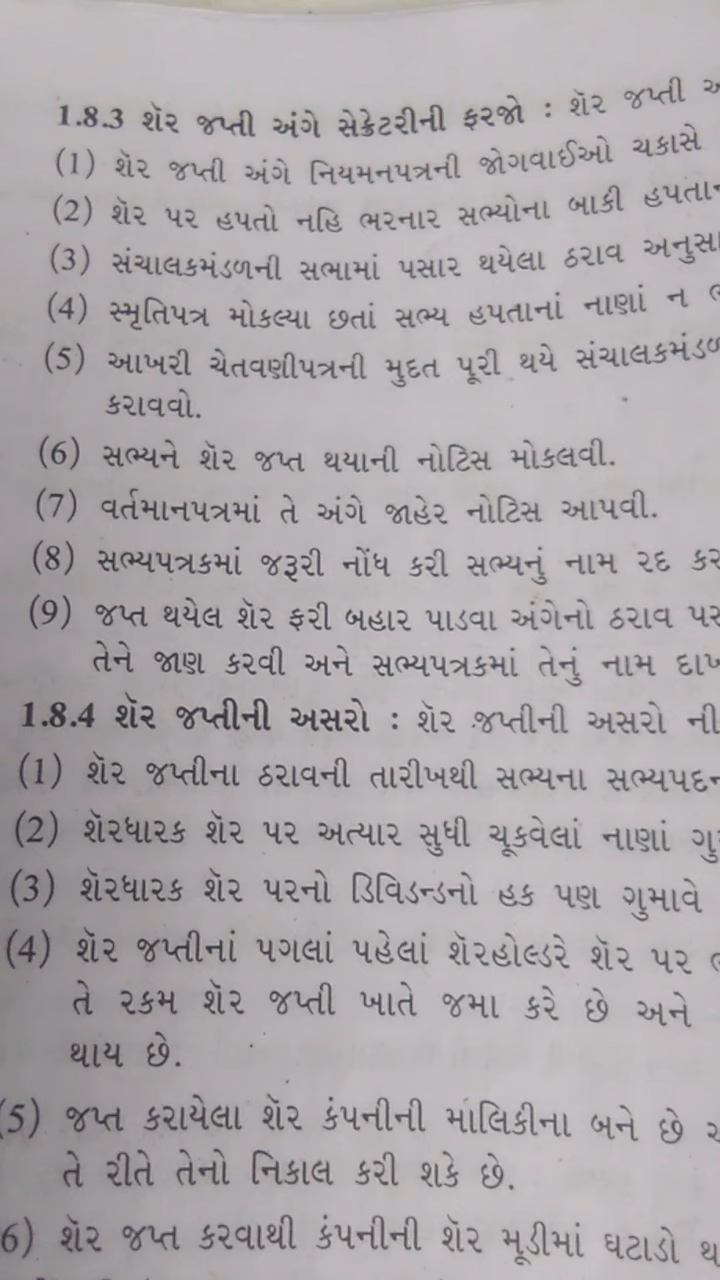 1.8.3 શૅર જપ્તી અંગે સેક્રેટરીની ફરજો : શૅર જપ્તી
(1) શૅર જપ્તી અંગે નિયમનપત્રની જોગવાઈઓ ચકાસે
(2) શૅર પર હપતો નહિ ભરનાર સભ્યોના બાકી
(3) સંચાલકમંડળની સભામાં પસાર થયેલા ઠરાવ
(4) સ્મૃતિપત્ર મોકલ્યા છતાં સભ્ય હપતાનાં નાણાં ન
(5) આખરી ચેતવણીપત્રની મુદત પૂરી થયે
કરાવવો.
(6) સભ્યને શૅર જપ્ત થયાની નોટિસ મોકલવી.
(7) વર્તમાનપત્રમાં તે અંગે જાહેર નોટિસ આપવી.
(8) સભ્યપત્રકમાં જરૂરી નોંધ કરી સભ્યનું નામ રદ
(9) જપ્ત થયેલ શૅર ફરી બહાર પાડવા અંગેનો ઠરાવ
તેને જાણ કરવી અને સભ્યપત્રકમાં તેનું નામ
1.8.4 શૅર જપ્તીની અસરો : શૅર જપ્તીની અસરો
(1) શૅર જપ્તીના ઠરાવની તારીખથી સભ્યના
(2) શૅરધારક શૅર પર અત્યાર સુધી ચૂકવેલાં નાણાં
(3) શૅરધારક શૅર પરનો ડિવિડન્ડનો હક પણ ગુમાવે
(4) શૅર જપ્તીનાં પગલાં પહેલાં શૅરહોલ્ડરે શૅર પર
તે રકમ શૅર જપ્તી ખાતે જમા કરે છે અને
થાય છે.
5) જપ્ત કરાયેલા શૅર કંપનીની માલિકીના બને છે
તે રીતે તેનો નિકાલ કરી શકે છે.
6) શૅર જપ્ત કરવાથી કંપનીની શૅર મૂડીમાં ઘટાડો